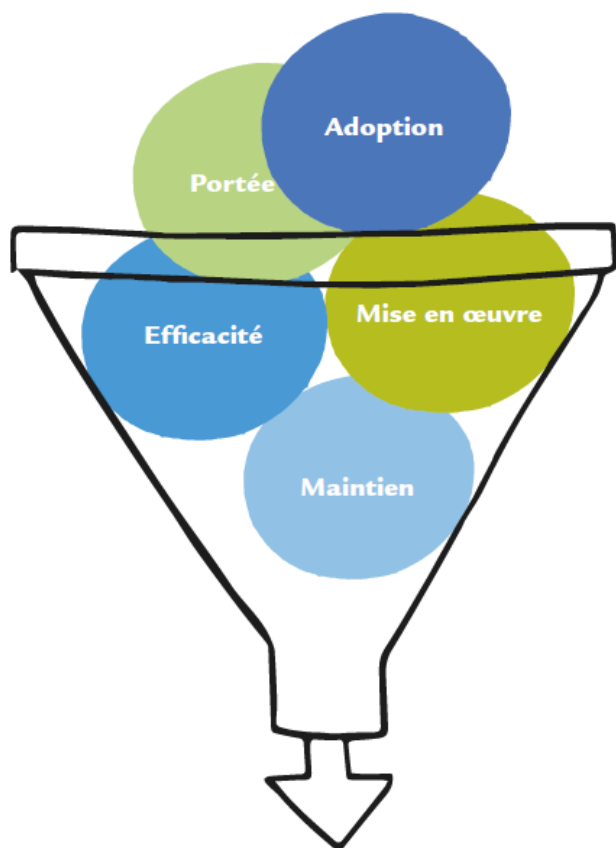 Adoption
Portée
Mise en œuvre
Efficacité
Maintien